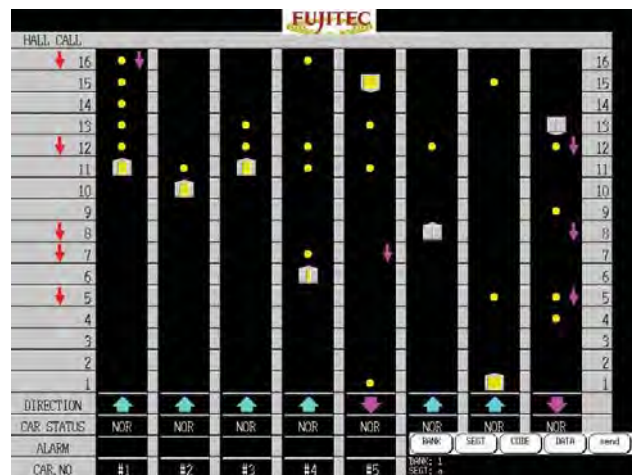 FUJITEC
HALL CALL
16 16
15 15
14 14
13 13
12 12
11 11
10 10
9 9
8 8
7 7
6 6
5 5
4 4
3 3
2 2
1 1
DIRECTION
CAR STATUS NOR NOR NOR NOR NOR NOR NOR NOR
BANK SEGT CODE DATA send
ALARM
BANK: 1
CAR.NO #1 #2 #3 #4 #5 SEGT: